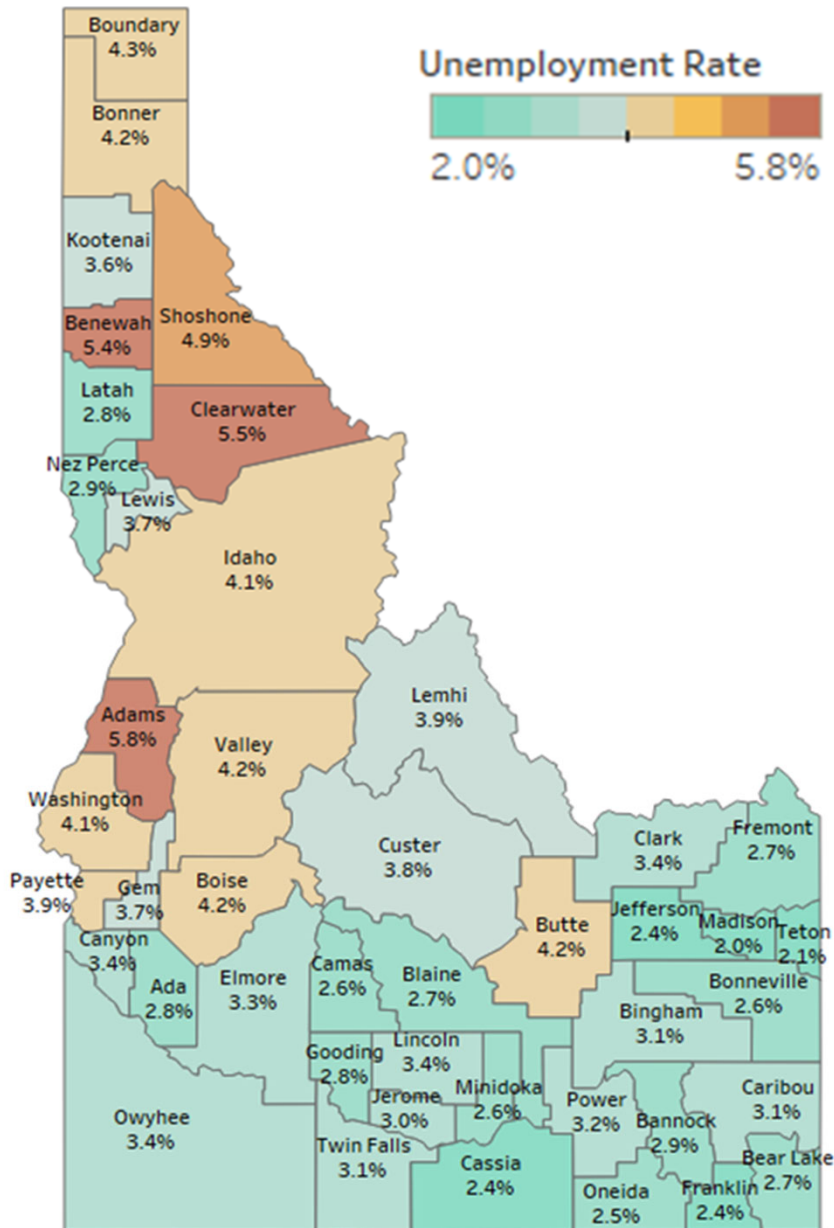 Boundary
4.3%
Unemployment Rate
2.0%
5.8%
Bonner
4.2%
Kootenai
3.6%
Benewah
5.4%
Shoshone
4.9%
Latah
2.8%
Clearwater
5.5%
Nez Perce
2.9%
Lewis
3.7%
Idaho
4.1%
Lemhi
3.9%
Adams
5.8%
Valley
4.2%
Washington
4.1%
Custer
3.8%
Clark
3.4%
Fremont
2.7%
Payette
3.9%
Gem
3.7%
Boise
4.2%
Butte
4.2%
Jefferson
2.4%
Madison
2.0%
Teton
2.1%
Canyon
3.4%
Ada
2.8%
Elmore
3.3%
Camas
2.6%
Blaine
2.7%
Bonneville
2.6%
Bingham
3.1%
Gooding
2.8%
Lincoln
3.4%
Jerome
3.0%
Minidoka
2.6%
Power
3.2%
Caribou
3.1%
Bannock
2.9%
Owyhee
3.4%
Twin Falls
3.1%
Cassia
2.4%
Bear Lake
2.7%
Oneida
2.5%
Franklin
2.4%